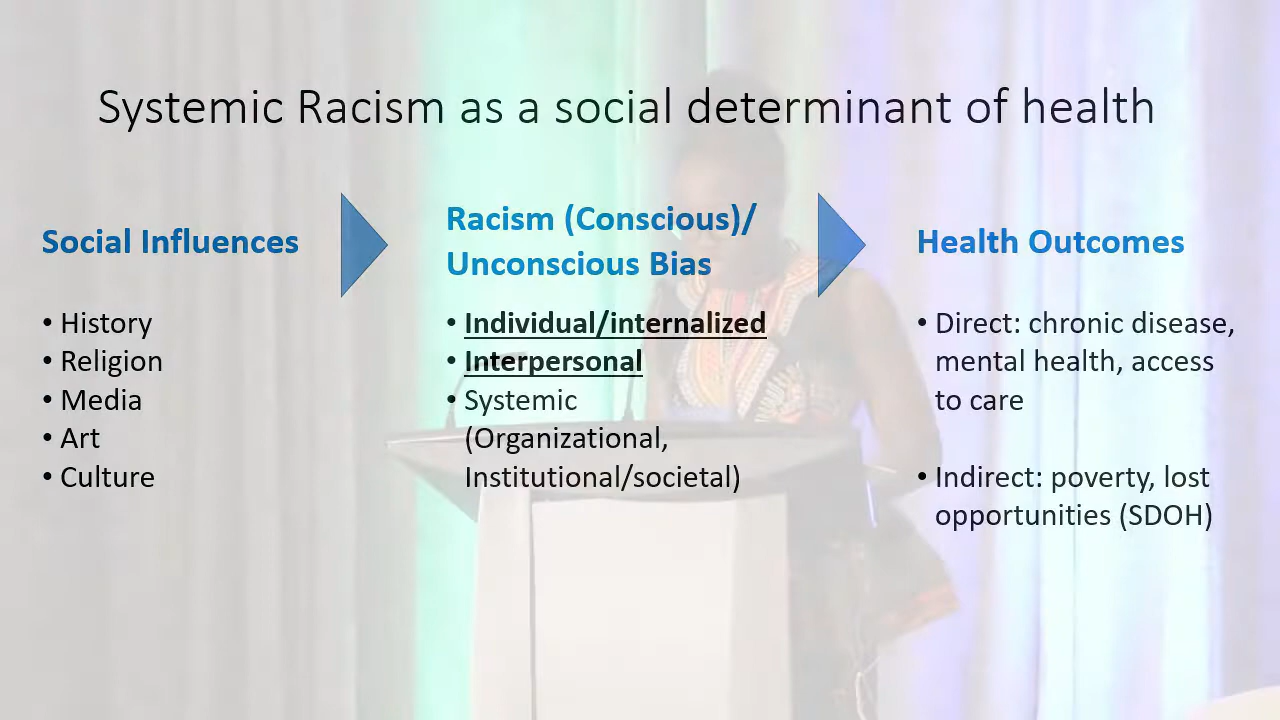 Systemic Racism as a social determinant of health
Social Influences
• History
• Religion
• Media
• Art
• Culture
Racism (Conscious)/
Unconscious Bias
• Individual/internalized
• Interpersonal
• Systemic
(Organizational,
Institutional/societal)
Health Outcomes
• Direct: chronic disease,
mental health, access
to care
• Indirect: poverty, lost
opportunities (SDOH)